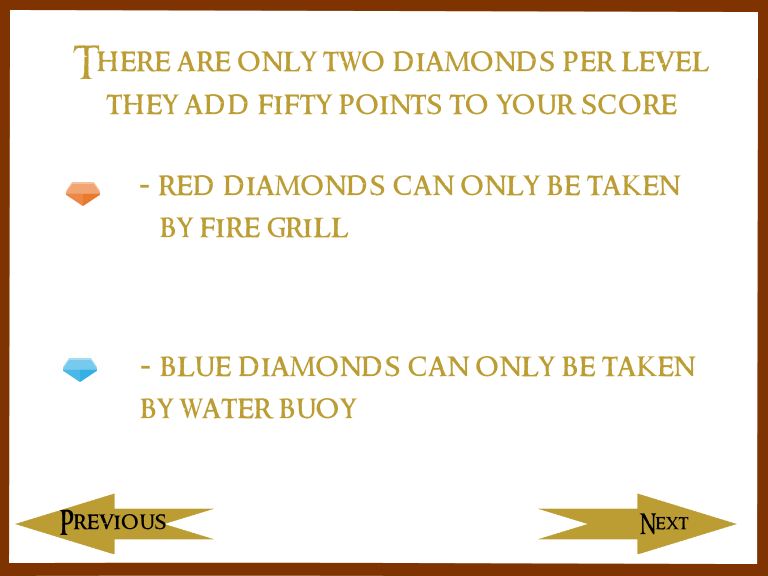 There are only two diamonds per level
they add fifty points to your score
- red diamonds can only be taken
by fire grill
- blue diamonds can only be taken
by water buoy
Previous
Next